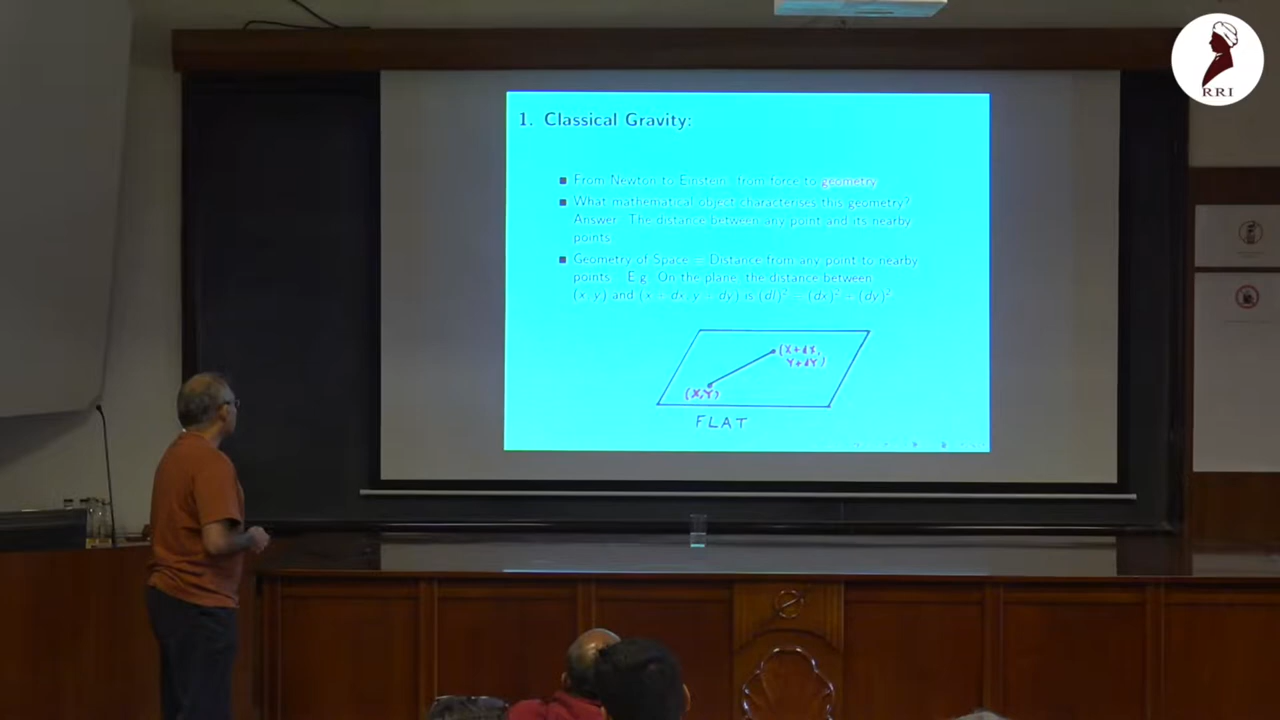 RRI
1. Classical Gravity:
From Newton to Einstein: from force to geometry.
What mathematical object characterises this geometry?
Answer: The distance between any point and its nearby
points.
Geometry of Space = Distance from any point to nearby
points. E.g. On the plane, the distance between
(x, y) and (x + dx, y + dy) is (dl)² = (dx)² + (dy)²
(X+dX,
Y+dY)
(X,Y)
FLAT